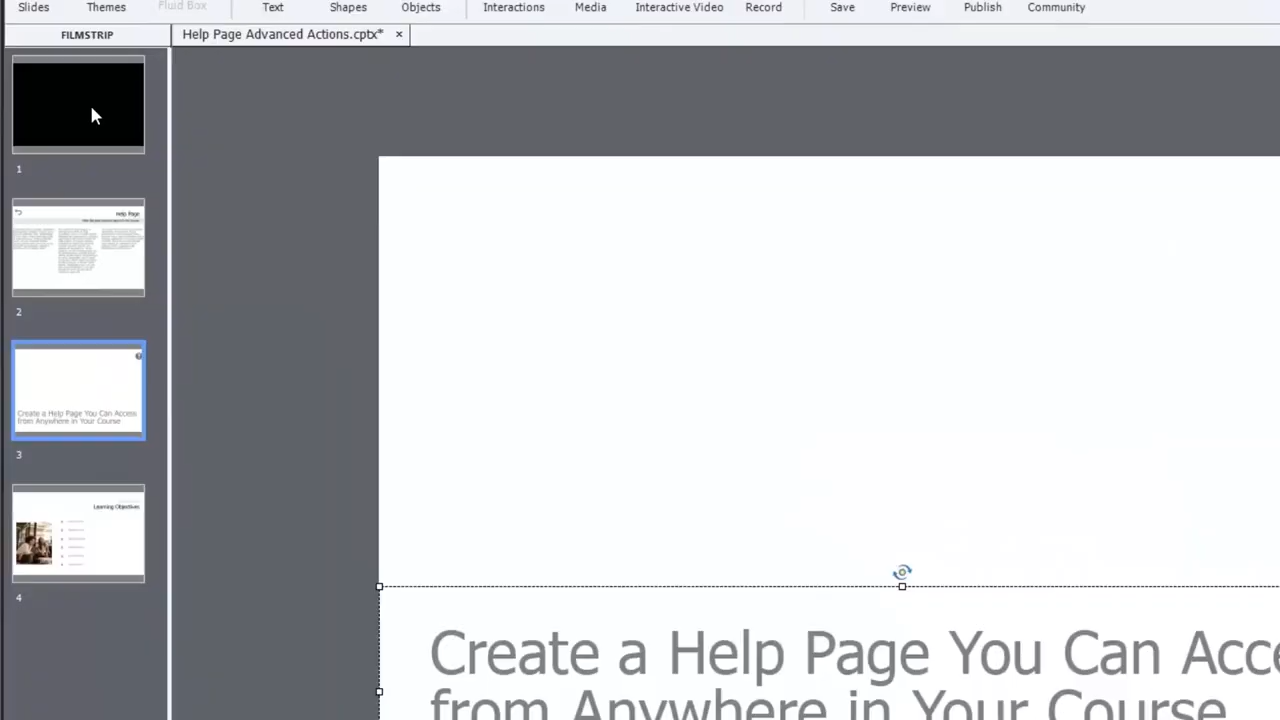 Slides Themes Fluid Box Text Shapes Objects Interactions Media Interactive Video Record Save Preview Publish Community
FILMSTRIP
Help Page Advanced Actions.cptx* ×
1
Help Page
2
Create a Help Page You Can Access
from Anywhere in Your Course
3
Learning Objectives
4
Create a Help Page You Can Acce
from Anywhere in Your Course